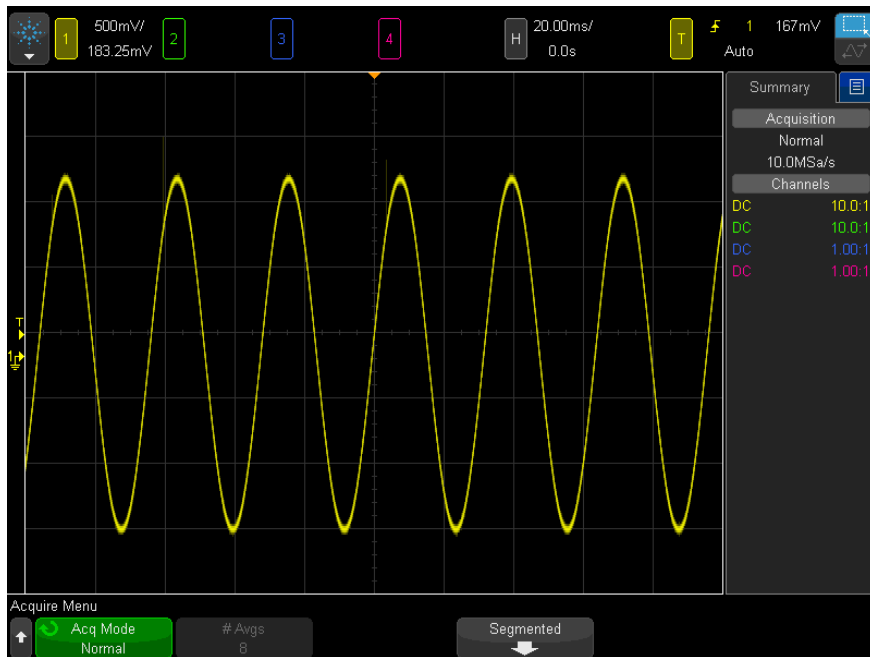 1 500mV/ 2 3 4 H 20.00ms/ T 1 167mV
183.25mV 0.0s Auto
Summary
Acquisition
Normal
10.0MSa/s
Channels
DC 10.0:1
DC 10.0:1
DC 1.00:1
DC 1.00:1
T
1
Acquire Menu
Acq Mode # Avgs Segmented
Normal 8